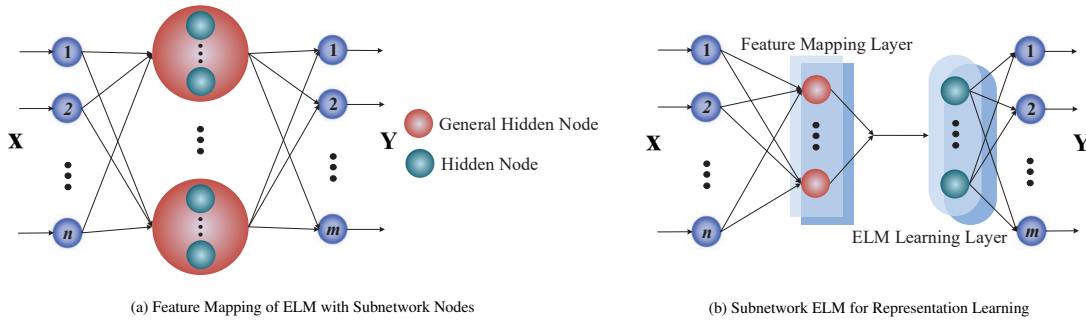 X
1
2
n
1
2
m
Y
General Hidden Node
Hidden Node
(a) Feature Mapping of ELM with Subnetwork Nodes
X
1
2
n
Feature Mapping Layer
ELM Learning Layer
1
2
m
Y
(b) Subnetwork ELM for Representation Learning